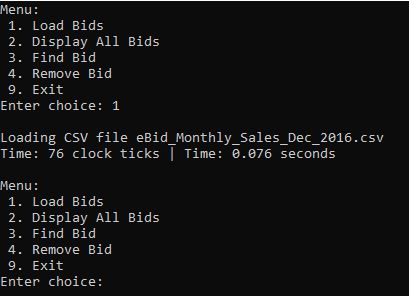 Menu:
 1. Load Bids
 2. Display All Bids
 3. Find Bid
 4. Remove Bid
 9. Exit
Enter choice: 1
Loading CSV file eBid_Monthly_Sales_Dec_2016.csv
Time: 76 clock ticks | Time: 0.076 seconds
Menu:
 1. Load Bids
 2. Display All Bids
 3. Find Bid
 4. Remove Bid
 9. Exit
Enter choice: